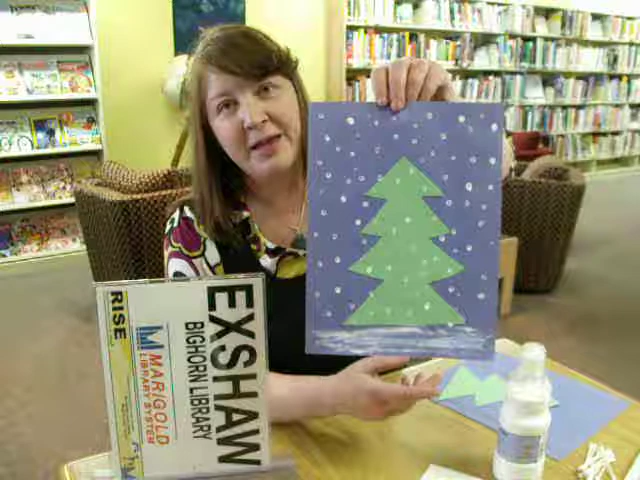 EXSHAW
BIGHORN LIBRARY
MARIGOLD
LIBRARY SYSTEM
RISE